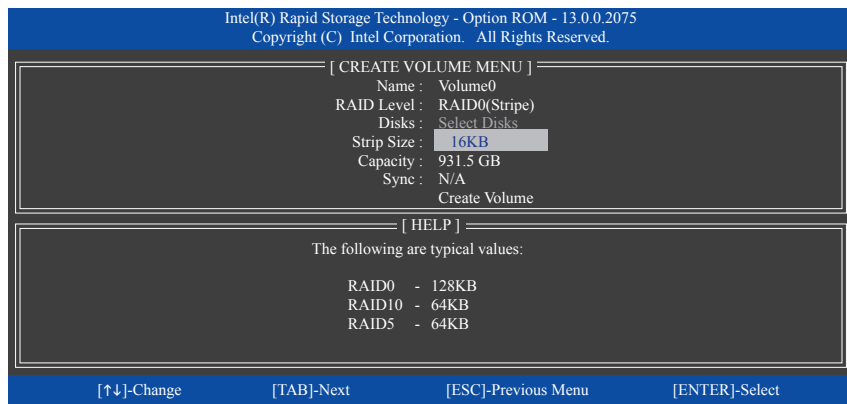 Intel(R) Rapid Storage Technology - Option ROM - 13.0.0.2075
Copyright (C) Intel Corporation. All Rights Reserved.
[ CREATE VOLUME MENU ]
Name : Volume0
RAID Level : RAID0(Stripe)
Disks : Select Disks
Strip Size : 16KB
Capacity : 931.5 GB
Sync : N/A
Create Volume
[ HELP ]
The following are typical values:
RAID0 - 128KB
RAID10 - 64KB
RAID5 - 64KB
[↑↓]-Change [TAB]-Next [ESC]-Previous Menu [ENTER]-Select